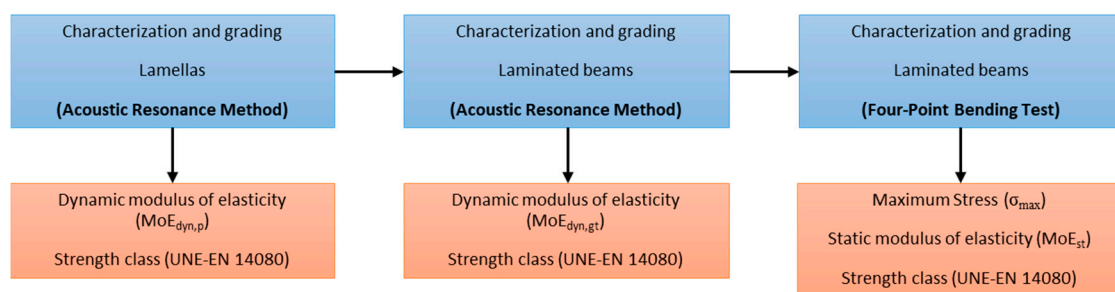 Characterization and grading
Lamellas
(Acoustic Resonance Method)
Characterization and grading
Laminated beams
(Acoustic Resonance Method)
Characterization and grading
Laminated beams
(Four-Point Bending Test)
Dynamic modulus of elasticity
(MoEdyn,p)
Strength class (UNE-EN 14080)
Dynamic modulus of elasticity
(MoEdyn,gt)
Strength class (UNE-EN 14080)
Maximum Stress (σmax)
Static modulus of elasticity (MoEst)
Strength class (UNE-EN 14080)